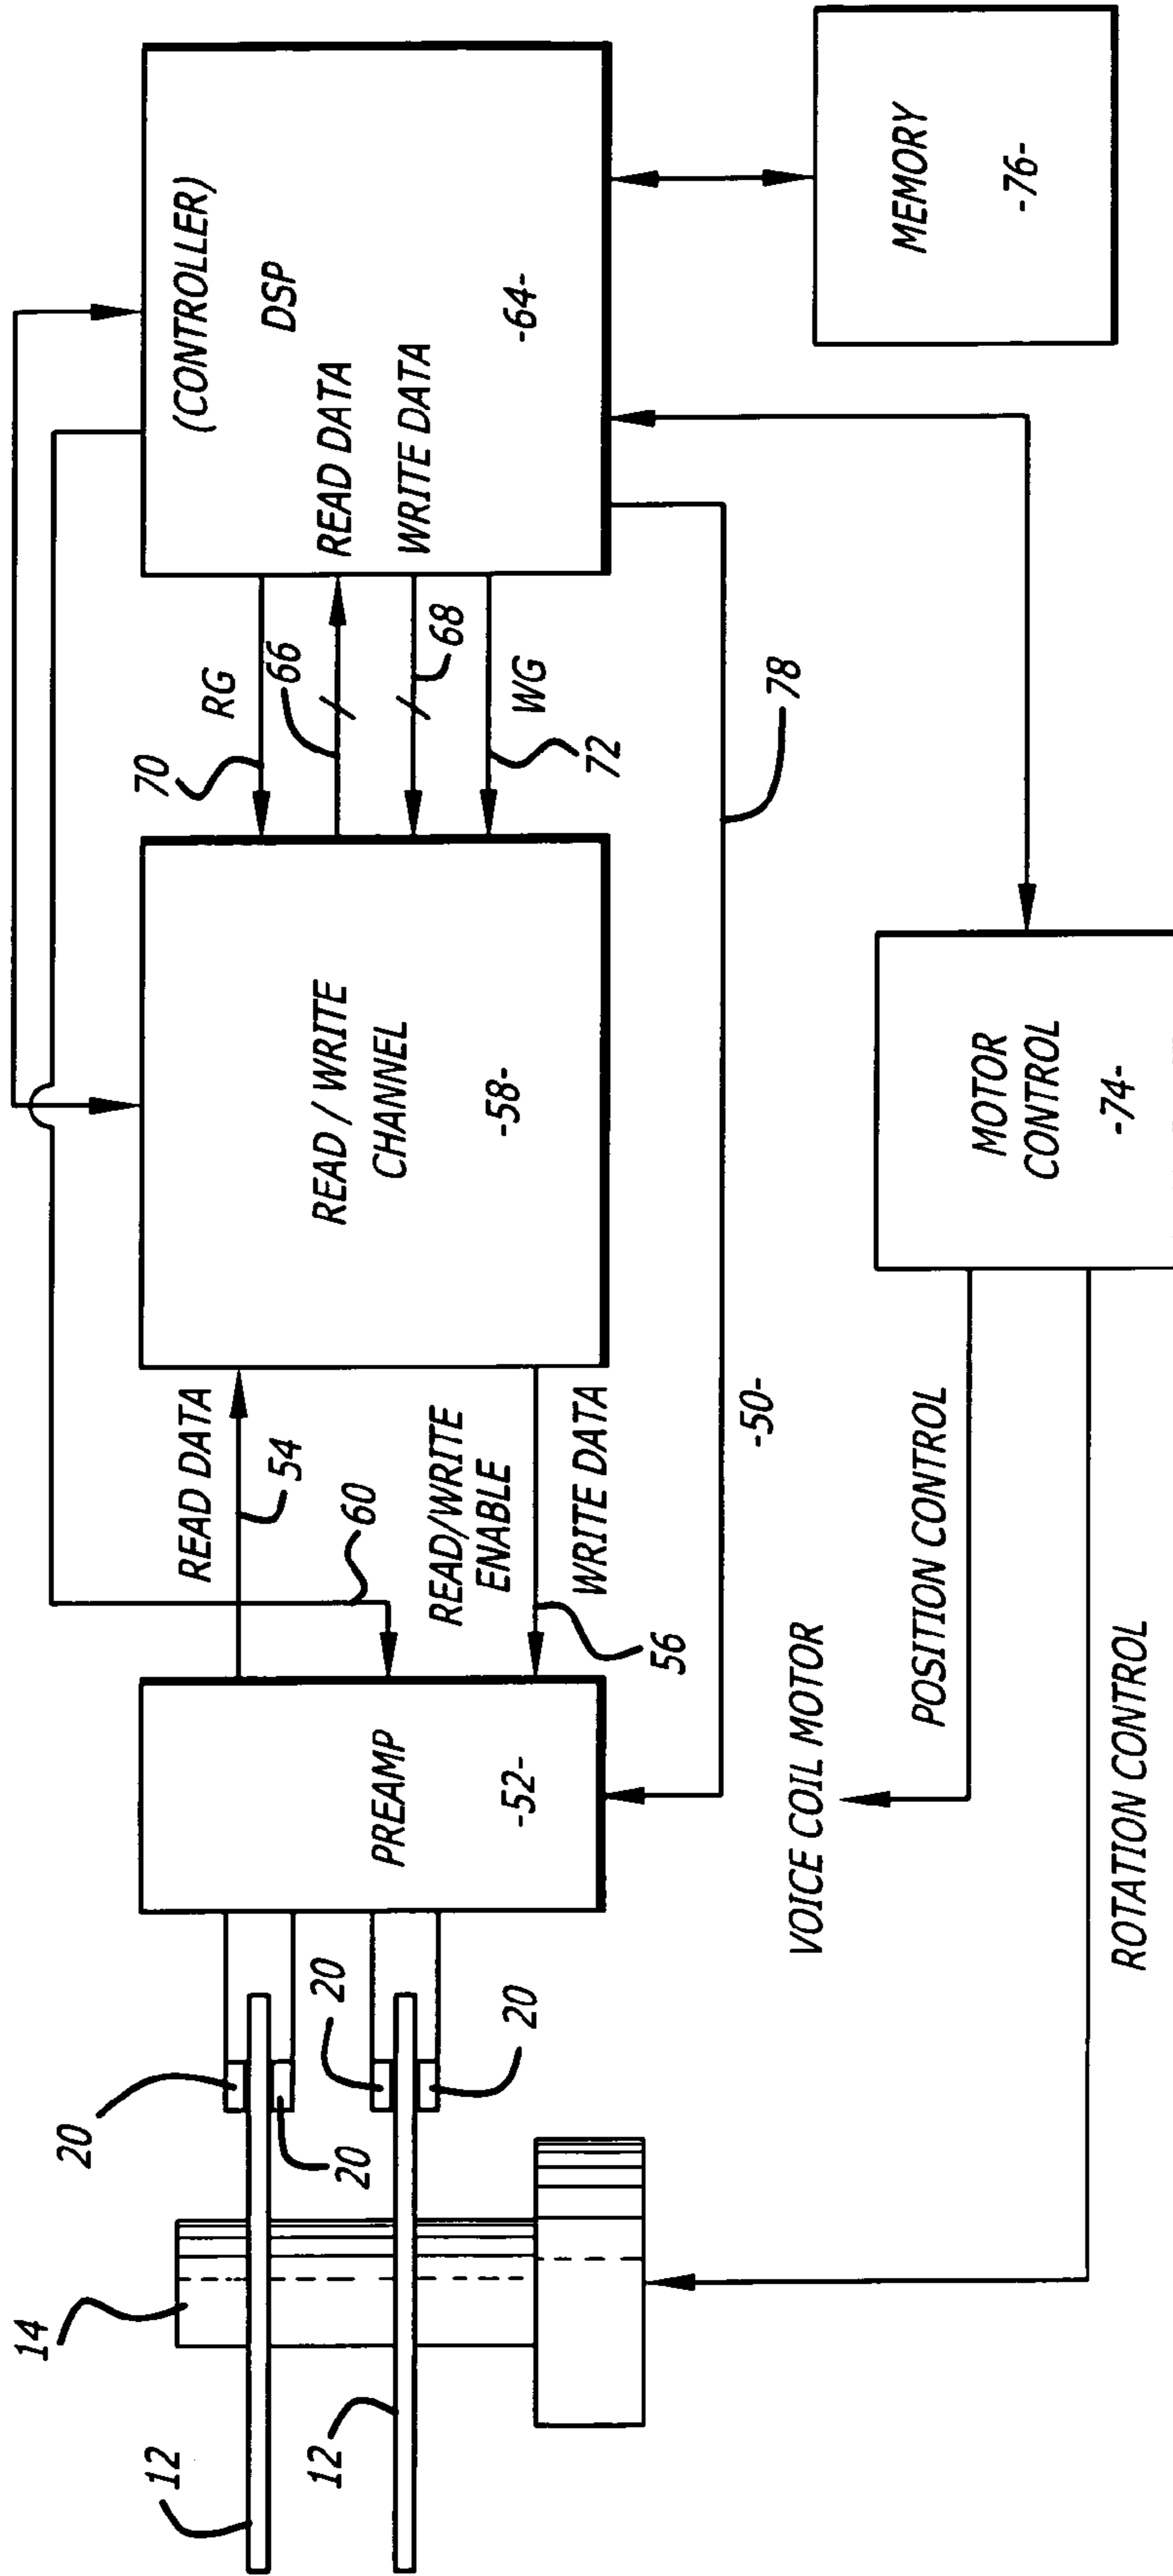 12
14
12
20
20
20
20
PREAMP
-52-
READ DATA
54
60
READ/WRITE
ENABLE
WRITE DATA
56
READ / WRITE
CHANNEL
-58-
70
RG
66
68
WG
72
(CONTROLLER)
DSP
READ DATA
WRITE DATA
-64-
78
-50-
VOICE COIL MOTOR
POSITION CONTROL
ROTATION CONTROL
MOTOR
CONTROL
-74-
MEMORY
-76-